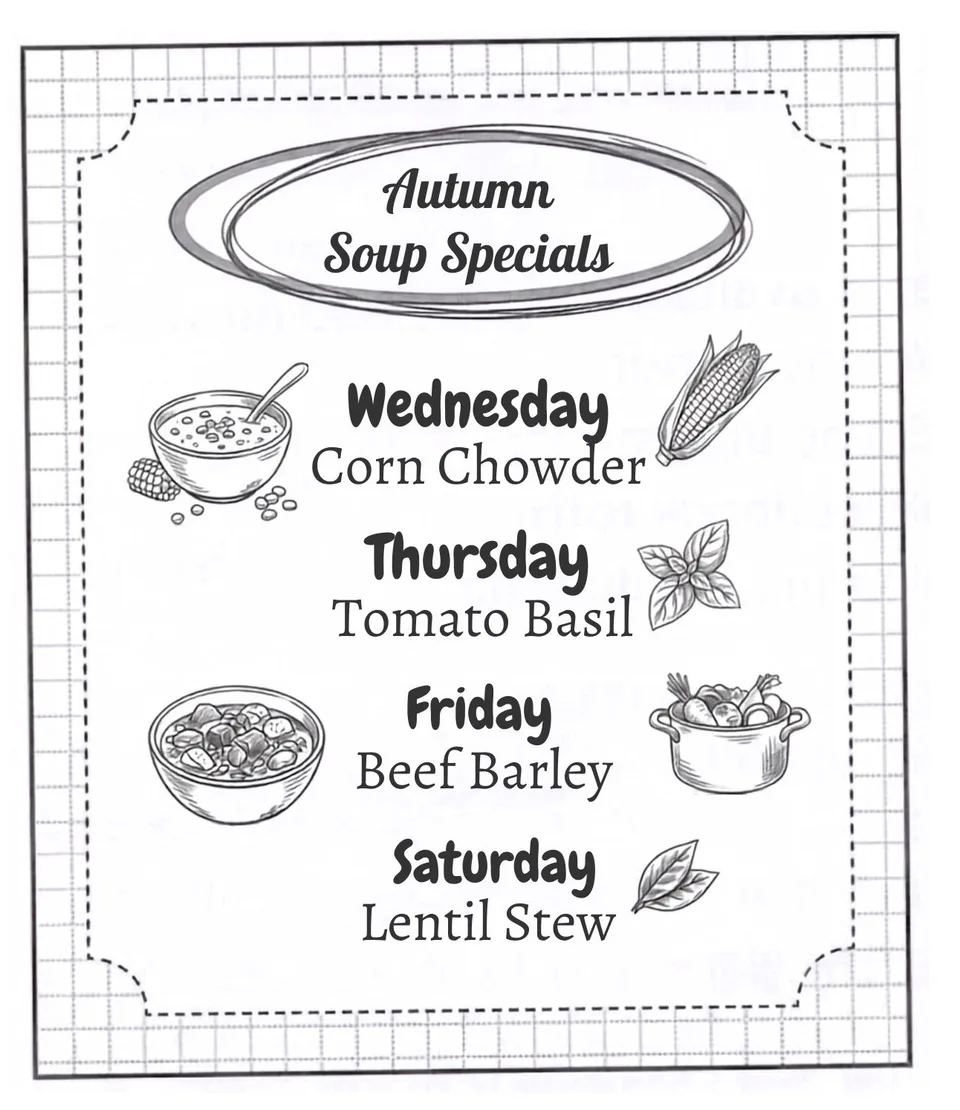 Autumn
Soup Specials
Wednesday
Corn Chowder
Thursday
Tomato Basil
Friday
Beef Barley
Saturday
Lentil Stew